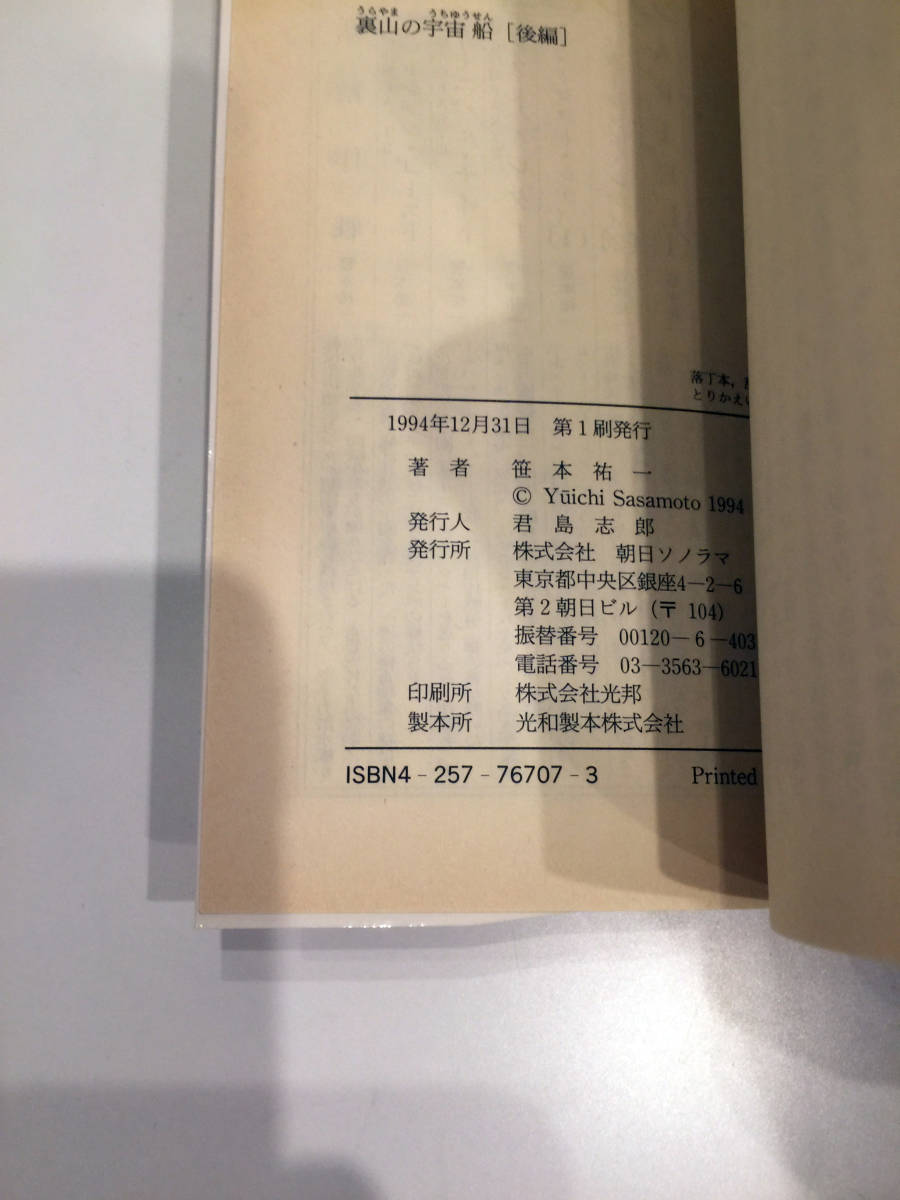 うらやま うちゆうせん
裏山の宇宙船［後編］
落丁本，
とりかえ
1994年12月31日 第1刷発行
著者 笹本祐一
© Yūichi Sasamoto 1994
発行人 君島志郎
発行所 株式会社 朝日ソノラマ
東京都中央区銀座4―2―6
第2朝日ビル（〒 104）
振替番号 00120―6―403
電話番号 03―3563―6021
印刷所 株式会社光邦
製本所 光和製本株式会社
ISBN4‐257‐76707‐3 Printed